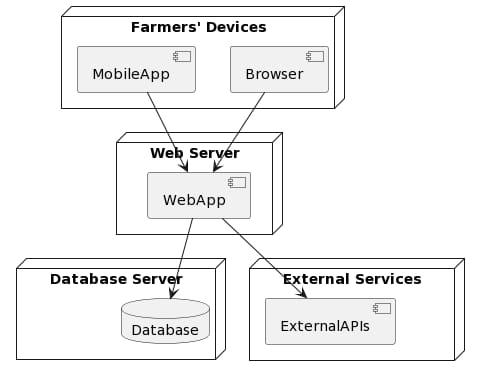 Farmers' Devices
MobileApp
Browser
Web Server
WebApp
Database Server
Database
External Services
ExternalAPIs